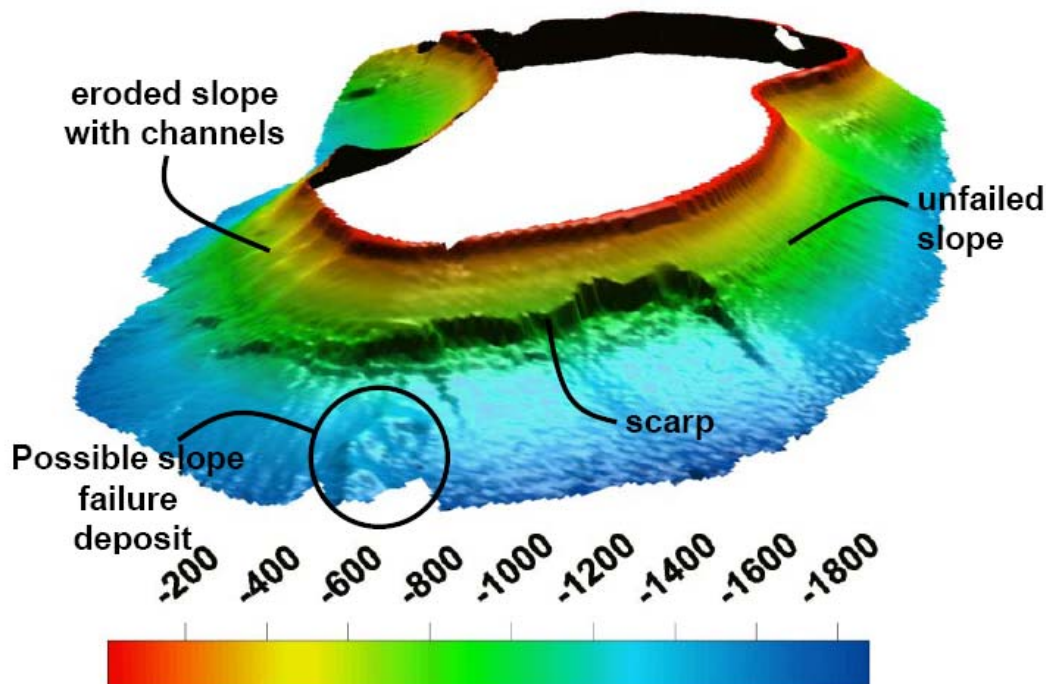 eroded slope
with channels
unfailed
slope
scarp
Possible slope
failure
deposit
-200 -400 -600 -800 -1000 -1200 -1400 -1600 -1800